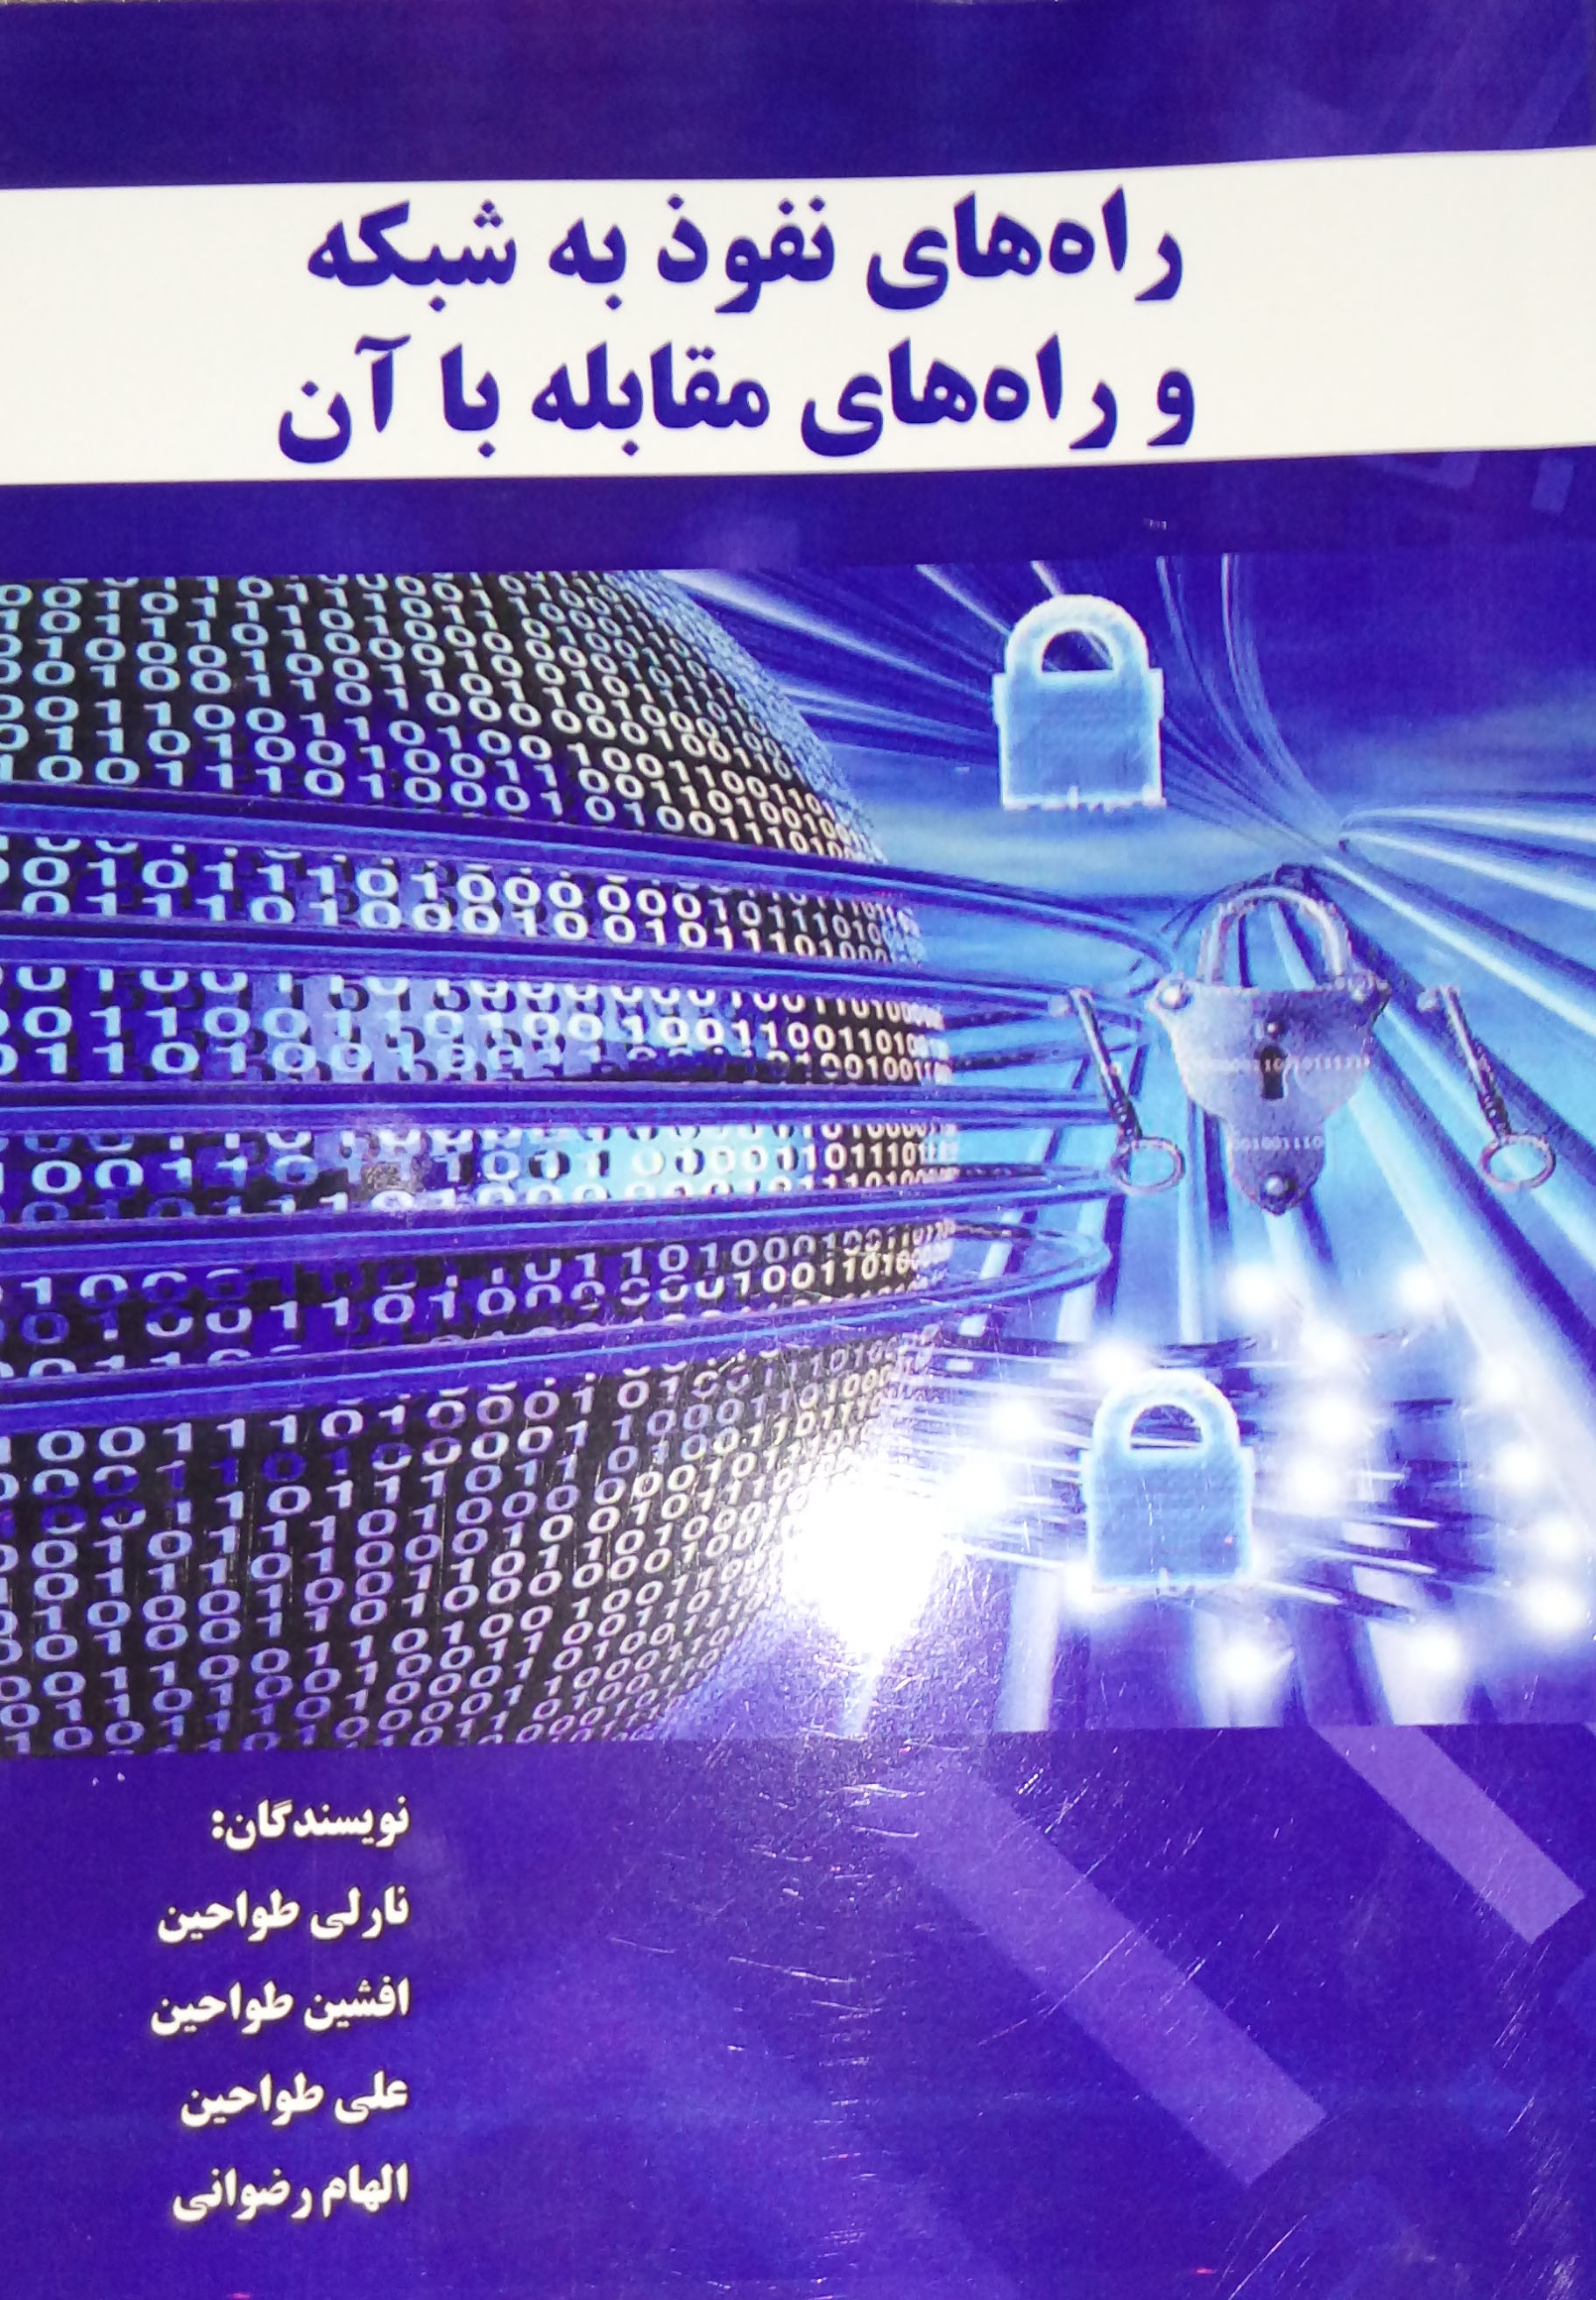 راه‌های نفوذ به شبکه
و راه‌های مقابله با آن
نویسندگان:
نارلی طواحین
افشین طواحین
علی طواحین
الهام رضوانی